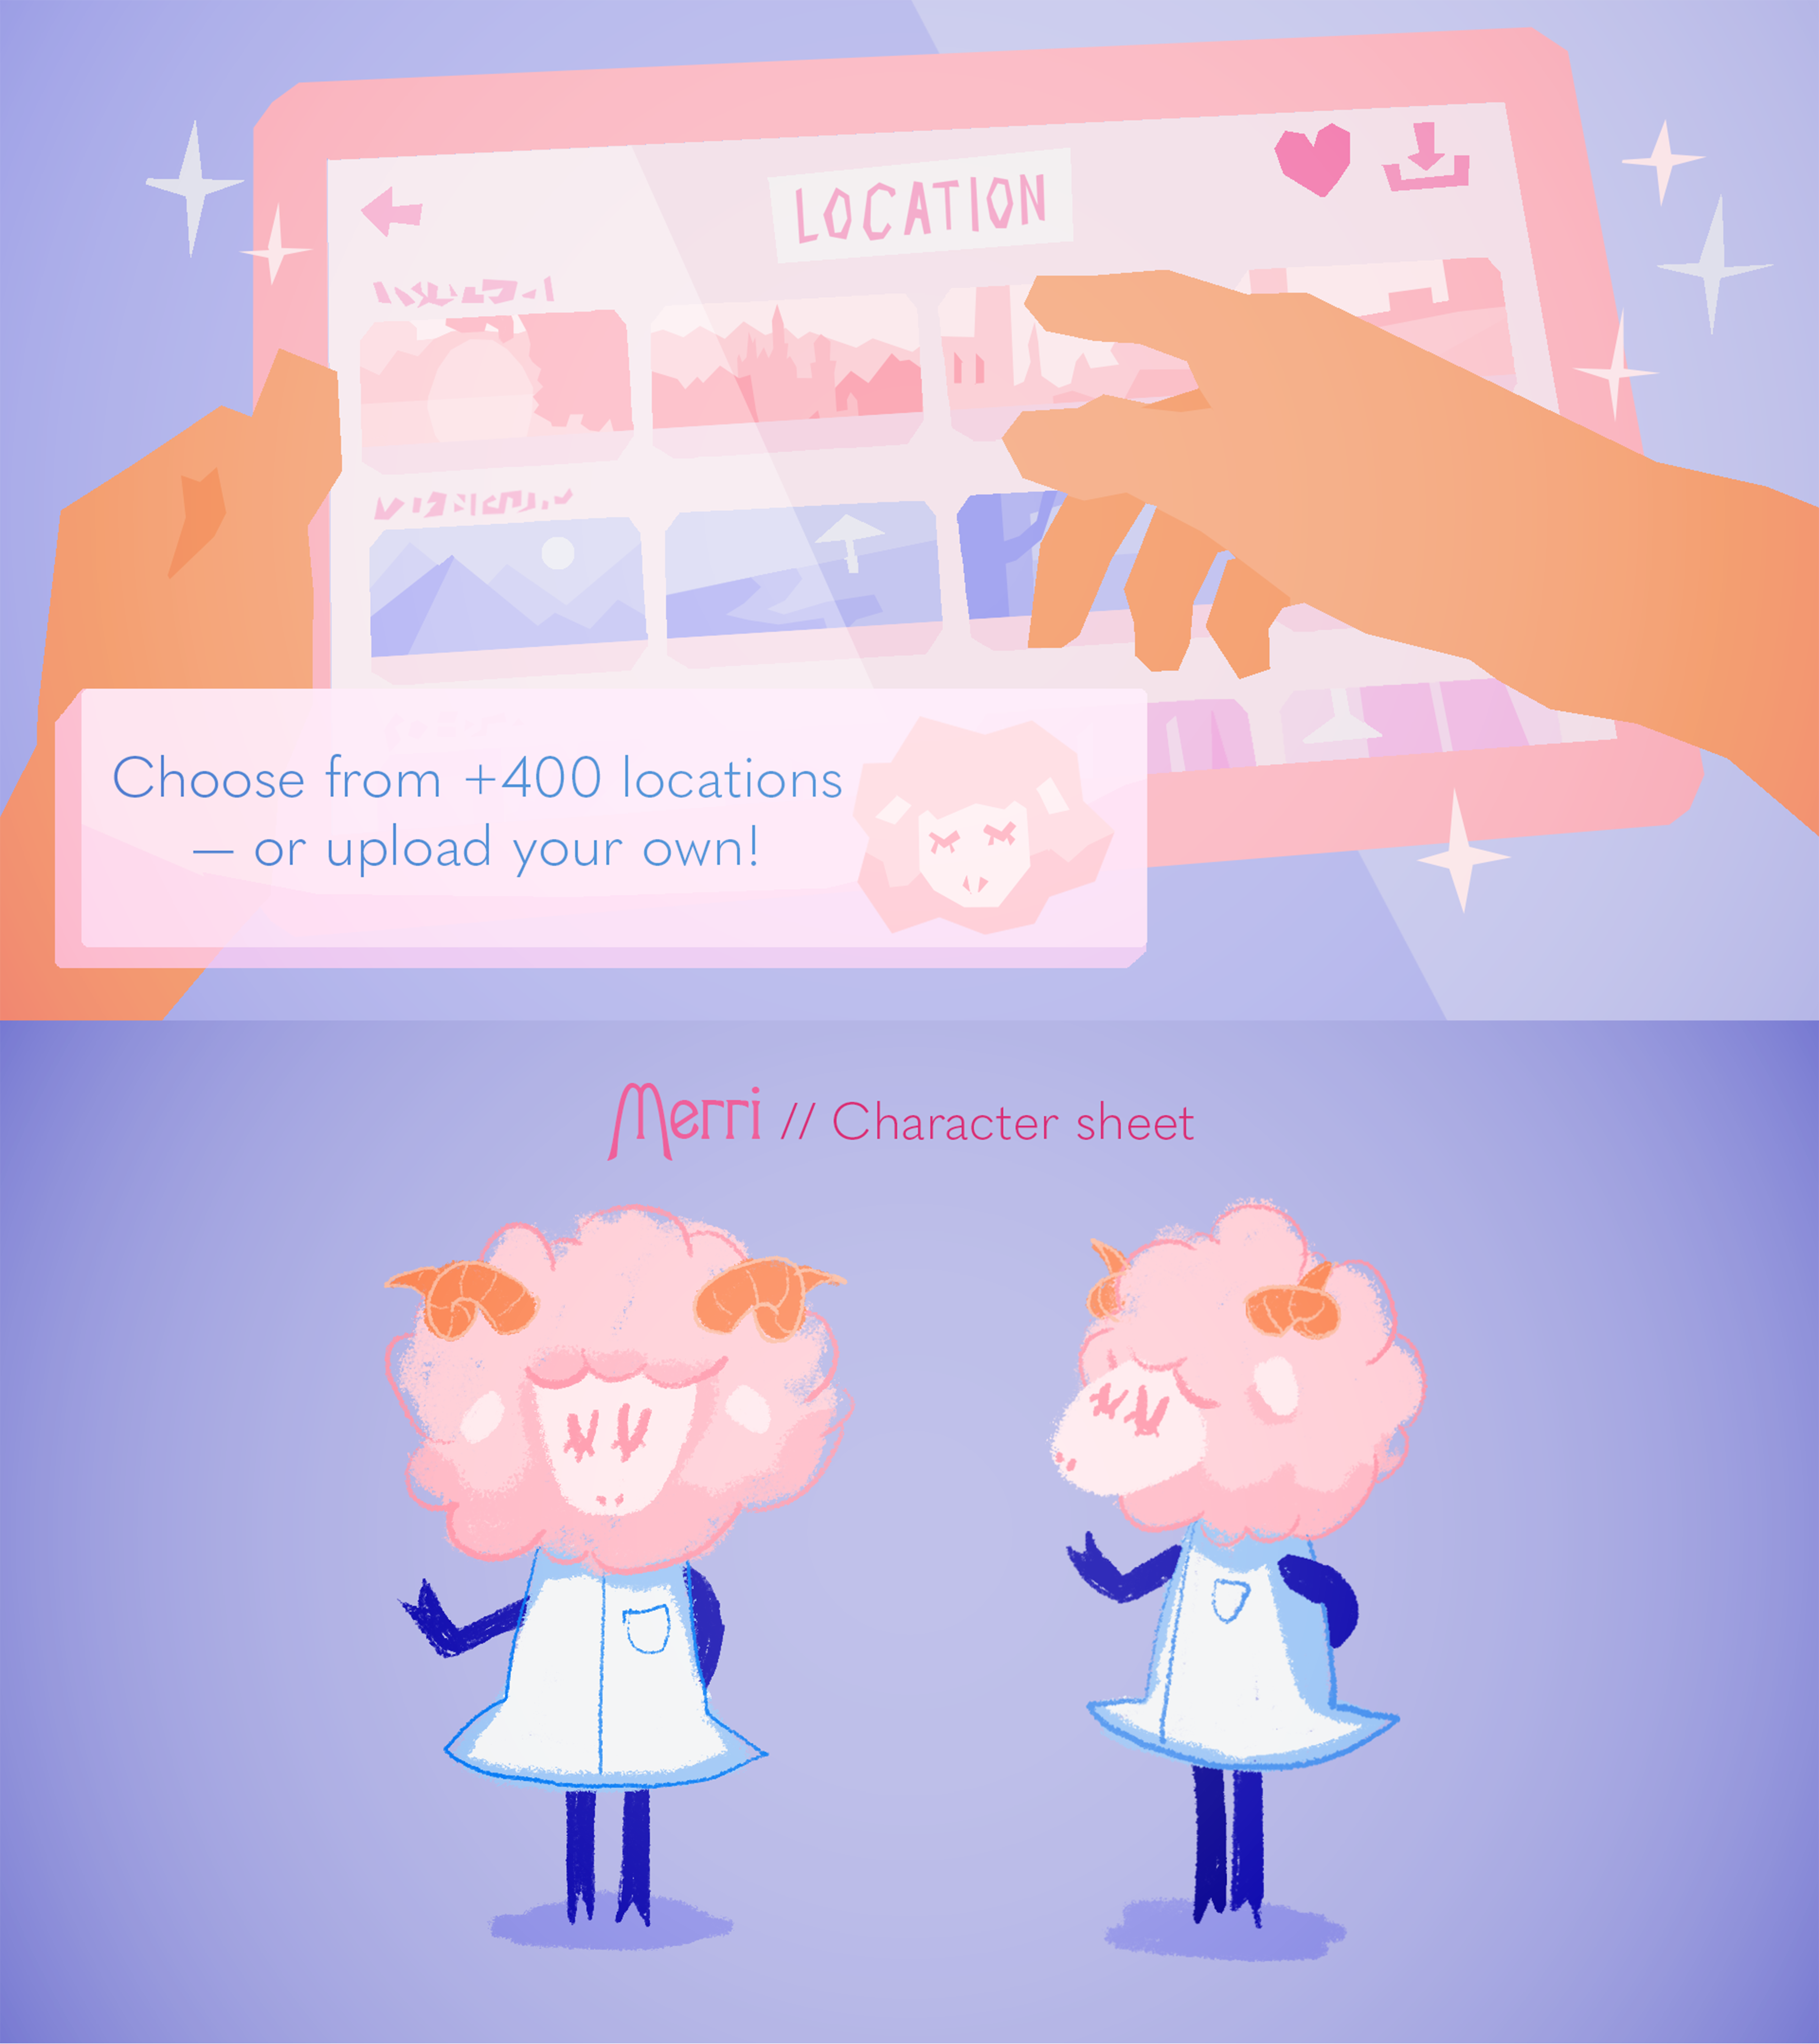 LOCATION
Choose from +400 locations
— or upload your own!
Merri // Character sheet